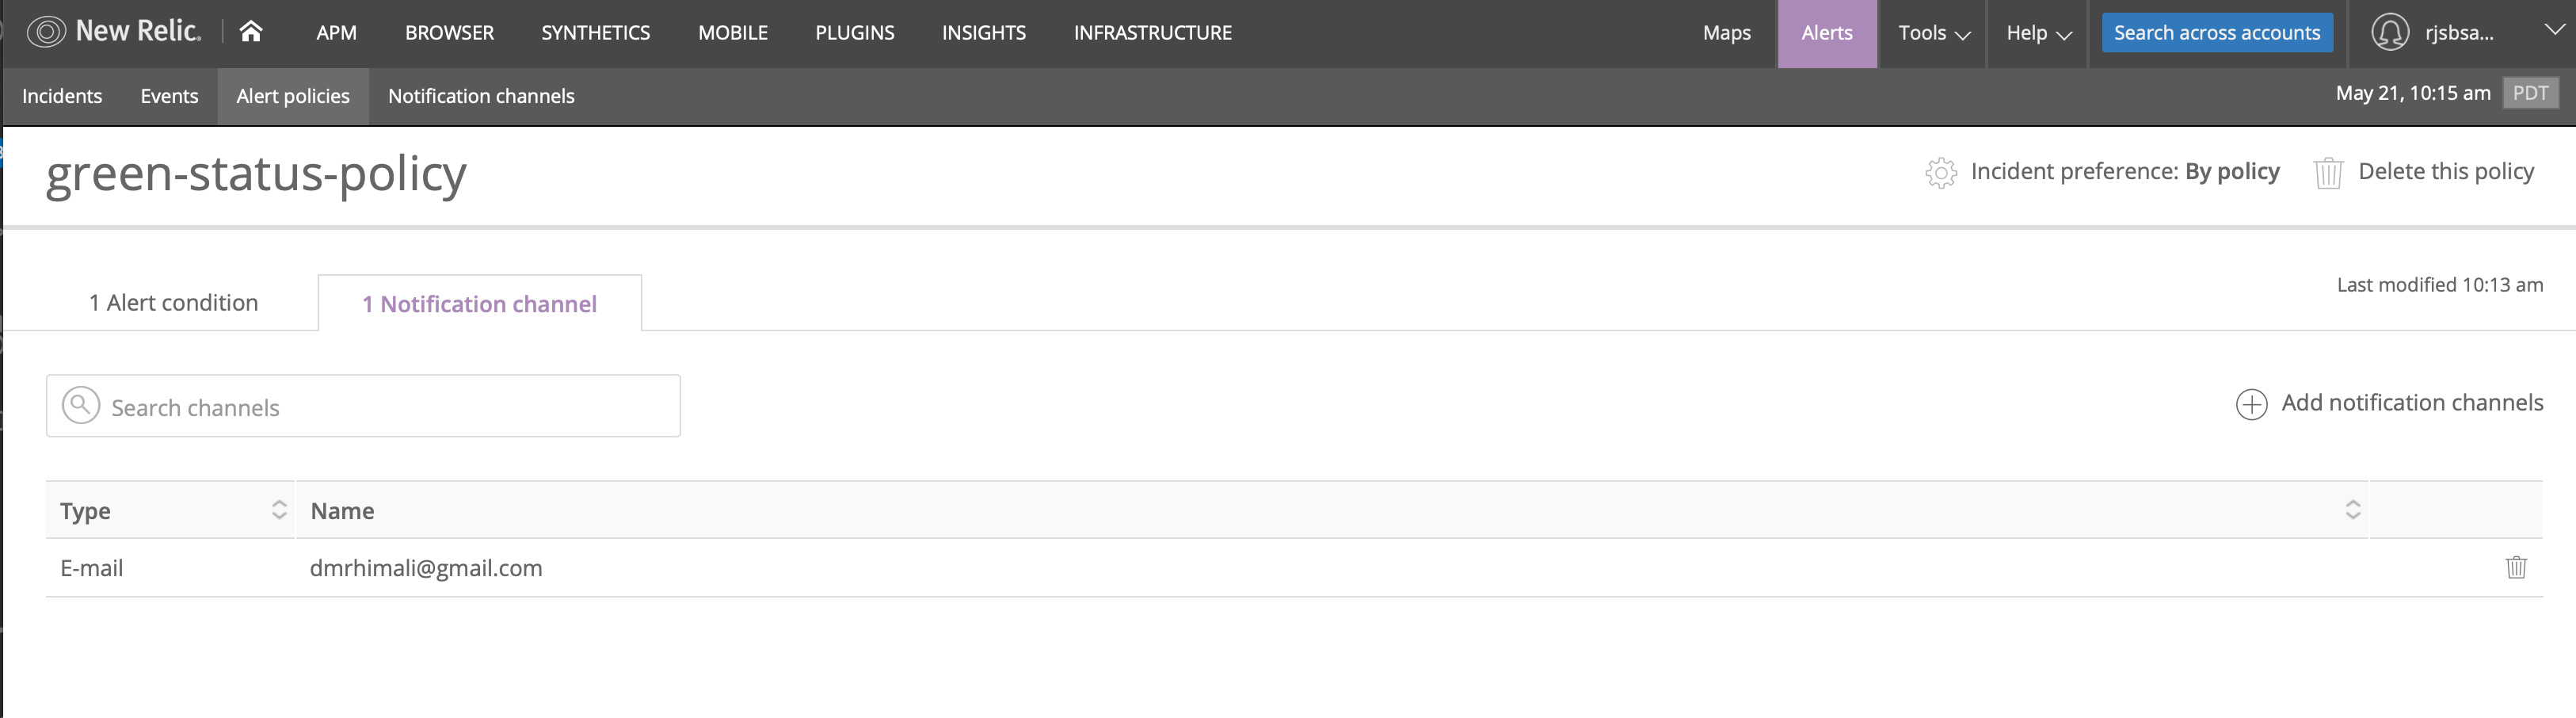 New Relic. APM BROWSER SYNTHETICS MOBILE PLUGINS INSIGHTS INFRASTRUCTURE Maps Alerts Tools Help Search across accounts rjsbsa...
Incidents Events Alert policies Notification channels May 21, 10:15 am PDT
green-status-policy Incident preference: By policy Delete this policy
1 Alert condition 1 Notification channel Last modified 10:13 am
Search channels Add notification channels
Type Name
E-mail dmrhimali@gmail.com